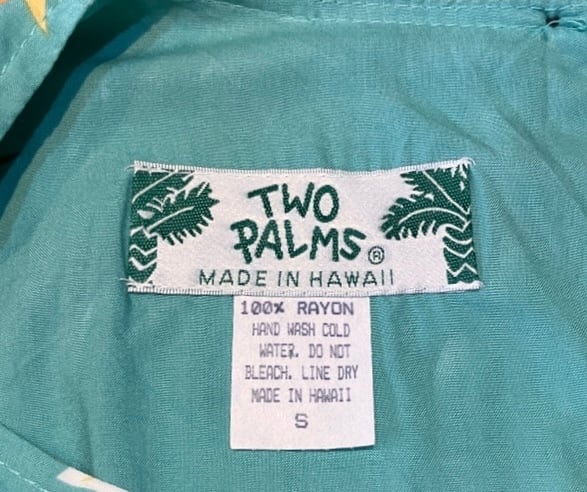 TWO
PALMS®
MADE IN HAWAII
100% RAYON
HAND WASH COLD
WATER. DO NOT
BLEACH. LINE DRY
MADE IN HAWAII
S